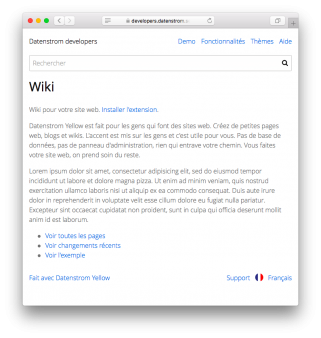 developers.datenstrom.
Datenstrom developers Demo Fonctionnalités Thèmes Aide
Rechercher
Wiki
Wiki pour votre site web. Installer l'extension.
Datenstrom Yellow est fait pour les gens qui font des sites web. Créez de petites pages
web, blogs et wikis. L'accent est mis sur les gens et c'est utile pour vous. Pas de base de
données, pas de panneau d'administration, rien qui entrave votre chemin. Vous faites
votre site web, on prend soin du reste.
Lorem ipsum dolor sit amet, consectetur adipisicing elit, sed do eiusmod tempor
incididunt ut labore et dolore magna pizza. Ut enim ad minim veniam, quis nostrud
exercitation ullamco laboris nisi ut aliquip ex ea commodo consequat. Duis aute irure
dolor in reprehenderit in voluptate velit esse cillum dolore eu fugiat nulla pariatur.
Excepteur sint occaecat cupidatat non proident, sunt in culpa qui officia deserunt mollit
anim id est laborum.
Voir toutes les pages
Voir changements récents
Voir l'exemple
Fait avec Datenstrom Yellow Support Français